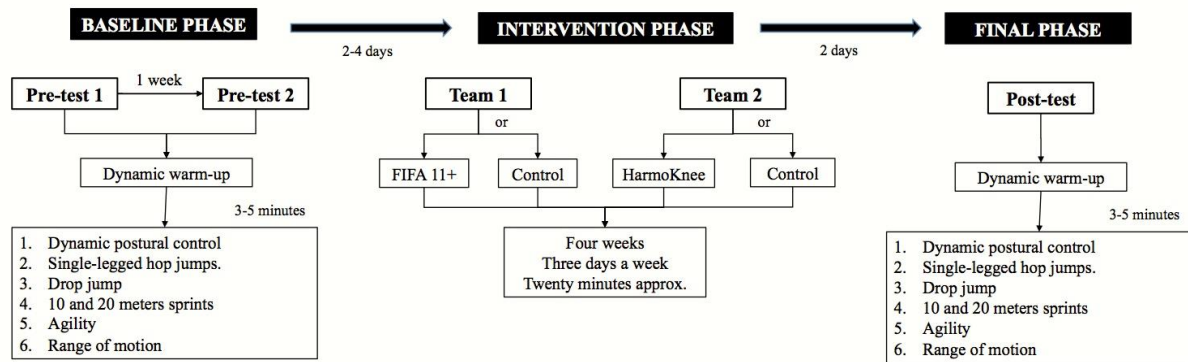 BASELINE PHASE
2-4 days
INTERVENTION PHASE
2 days
FINAL PHASE
Pre-test 1
1 week
Pre-test 2
Dynamic warm-up
3-5 minutes
1. Dynamic postural control
2. Single-legged hop jumps.
3. Drop jump
4. 10 and 20 meters sprints
5. Agility
6. Range of motion
Team 1
or
FIFA 11+
Control
Team 2
or
HarmoKnee
Control
Four weeks
Three days a week
Twenty minutes approx.
Post-test
Dynamic warm-up
3-5 minutes
1. Dynamic postural control
2. Single-legged hop jumps.
3. Drop jump
4. 10 and 20 meters sprints
5. Agility
6. Range of motion